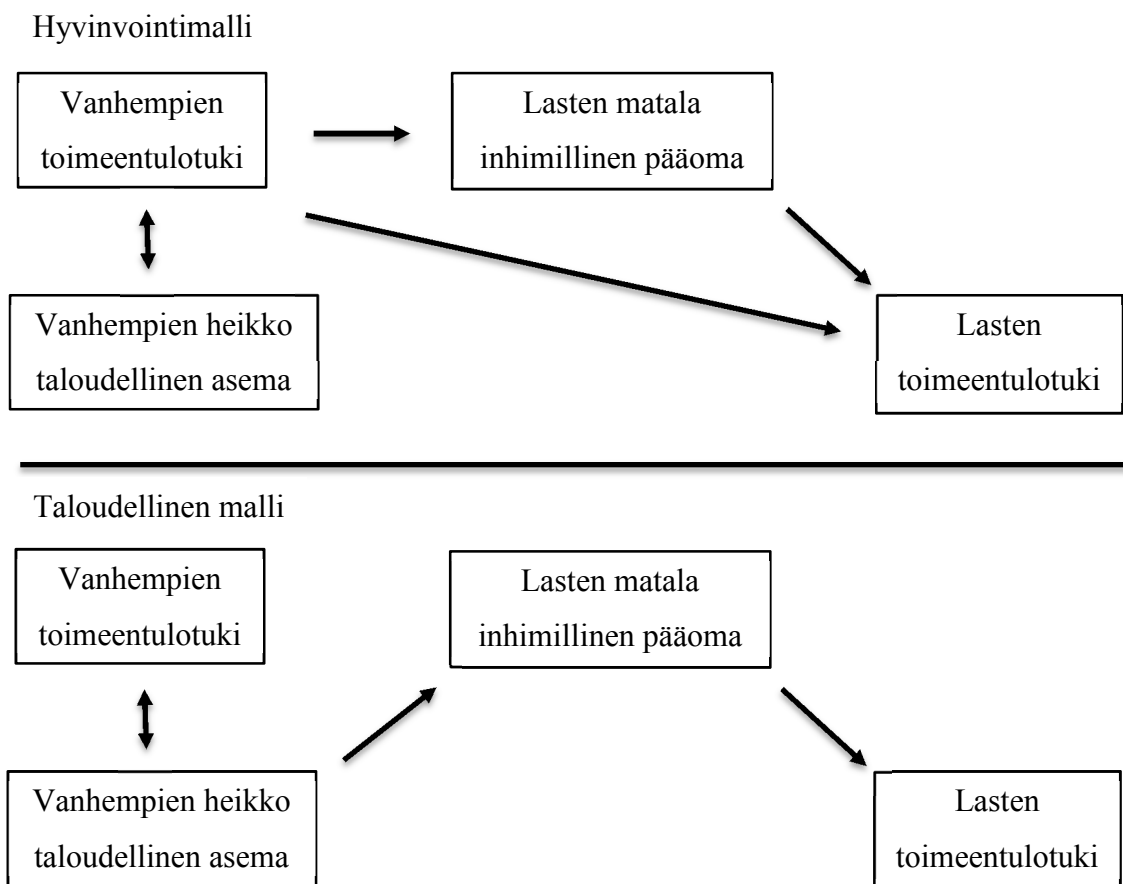 Hyvinvointimalli
Vanhempien
toimeentulotuki
Lasten matala
inhimillinen pääoma
Vanhempien heikko
taloudellinen asema
Lasten
toimeentulotuki
Taloudellinen malli
Vanhempien
toimeentulotuki
Lasten matala
inhimillinen pääoma
Vanhempien heikko
taloudellinen asema
Lasten
toimeentulotuki